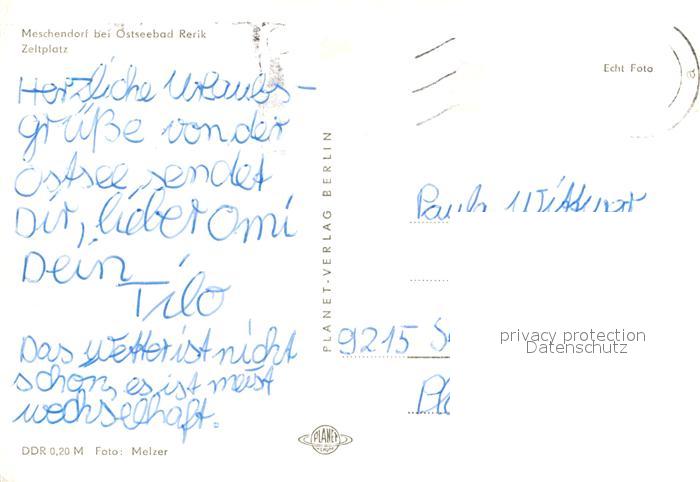 Meschendorf bei Ostseebad Rerik
Zeltplatz
Herzliche Urlaubs-
grüße von der
Ostsee, sendet
Dir, lieber Omi
Dein
Tilo
Das Wetter ist nicht
schön, es ist meist
wechselhaft.
DDR 0,20 M Foto: Melzer
PLANET-VERLAG BERLIN
PLANET
Echt Foto
a
9215
privacy protection
Datenschutz